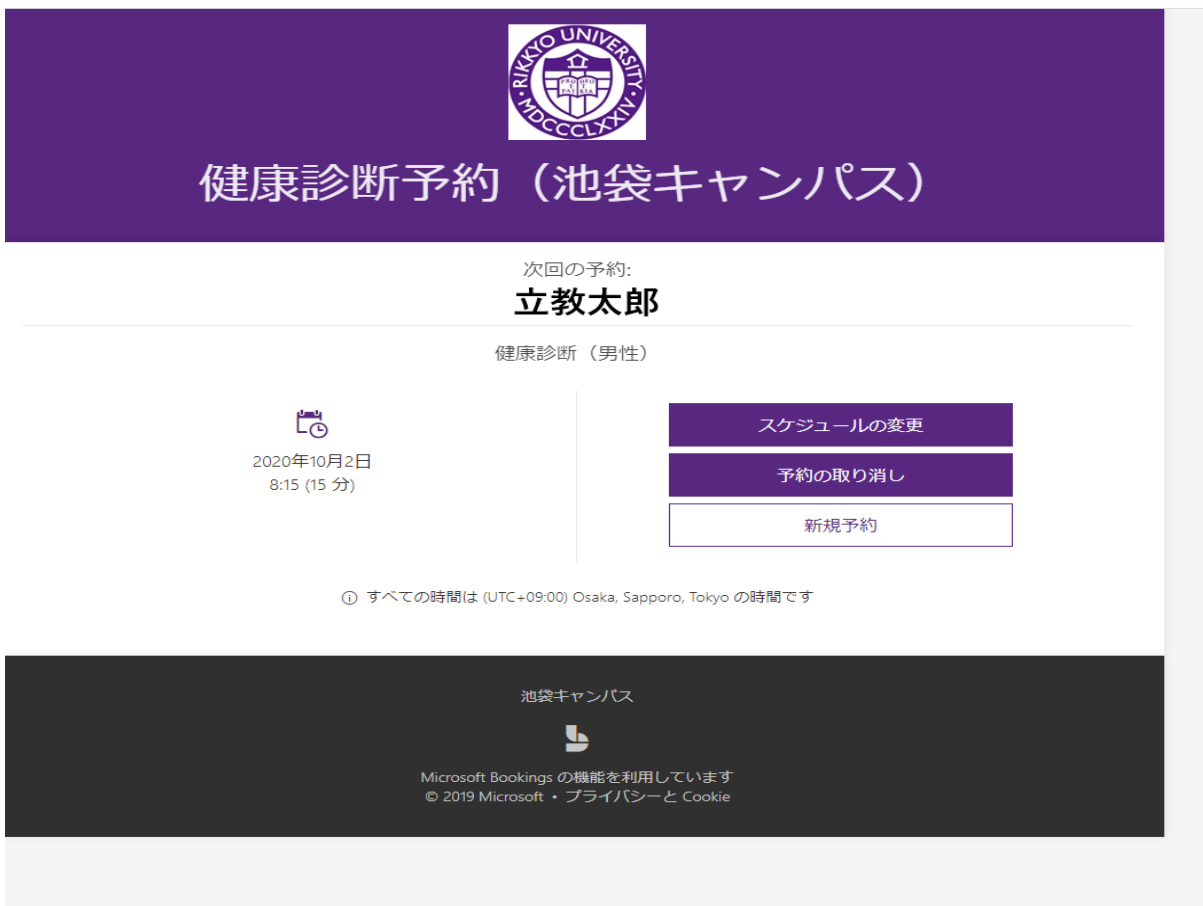 RIKKYO UNIVERSITY
PRO DEO
ET
PATRIA
MDCCCLXXIV
健康診断予約（池袋キャンパス）
次回の予約:
立教太郎
健康診断（男性）
2020年10月2日
8:15 (15 分)
スケジュールの変更
予約の取り消し
新規予約
すべての時間は (UTC+09:00) Osaka, Sapporo, Tokyo の時間です
池袋キャンパス
Microsoft Bookings の機能を利用しています
© 2019 Microsoft • プライバシーと Cookie